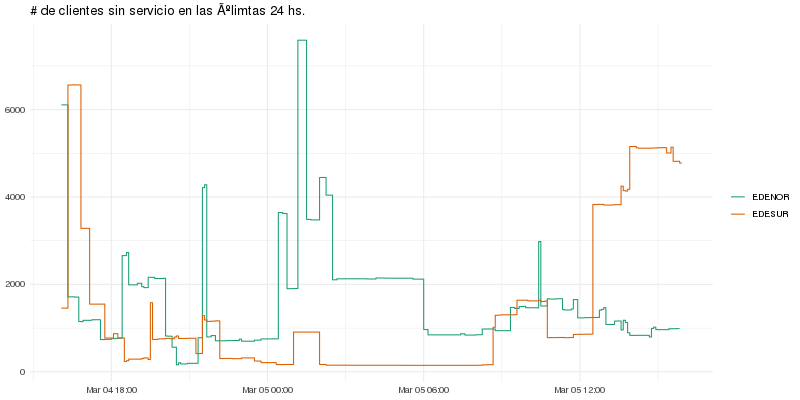 # de clientes sin servicio en las Ãºlimtas 24 hs.
6000
4000
2000
0
Mar 04 18:00 Mar 05 00:00 Mar 05 06:00 Mar 05 12:00
EDENOR
EDESUR